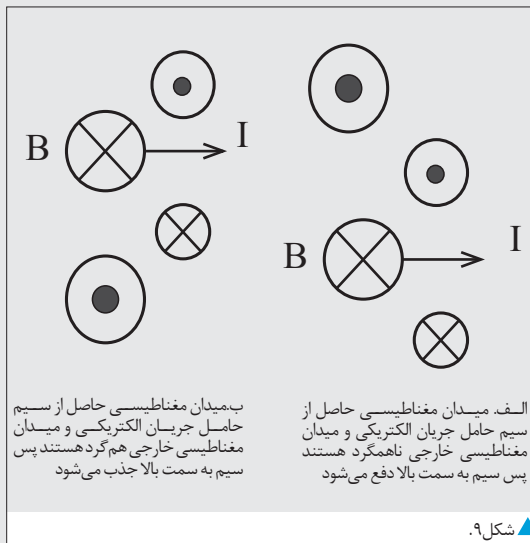 B
I
B
I
الف. میدان مغناطیسی حاصل از
سیم حامل جریان الکتریکی و میدان
مغناطیسی خارجی ناهمگرد هستند
پس سیم به سمت بالا دفع می‌شود
ب.میدان مغناطیسی حاصل از سیم
حامل جریان الکتریکی و میدان
مغناطیسی خارجی هم گرد هستند پس
سیم به سمت بالا جذب می‌شود
شکل۹.